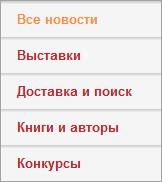 Все новости
Выставки
Доставка и поиск
Книги и авторы
Конкурсы